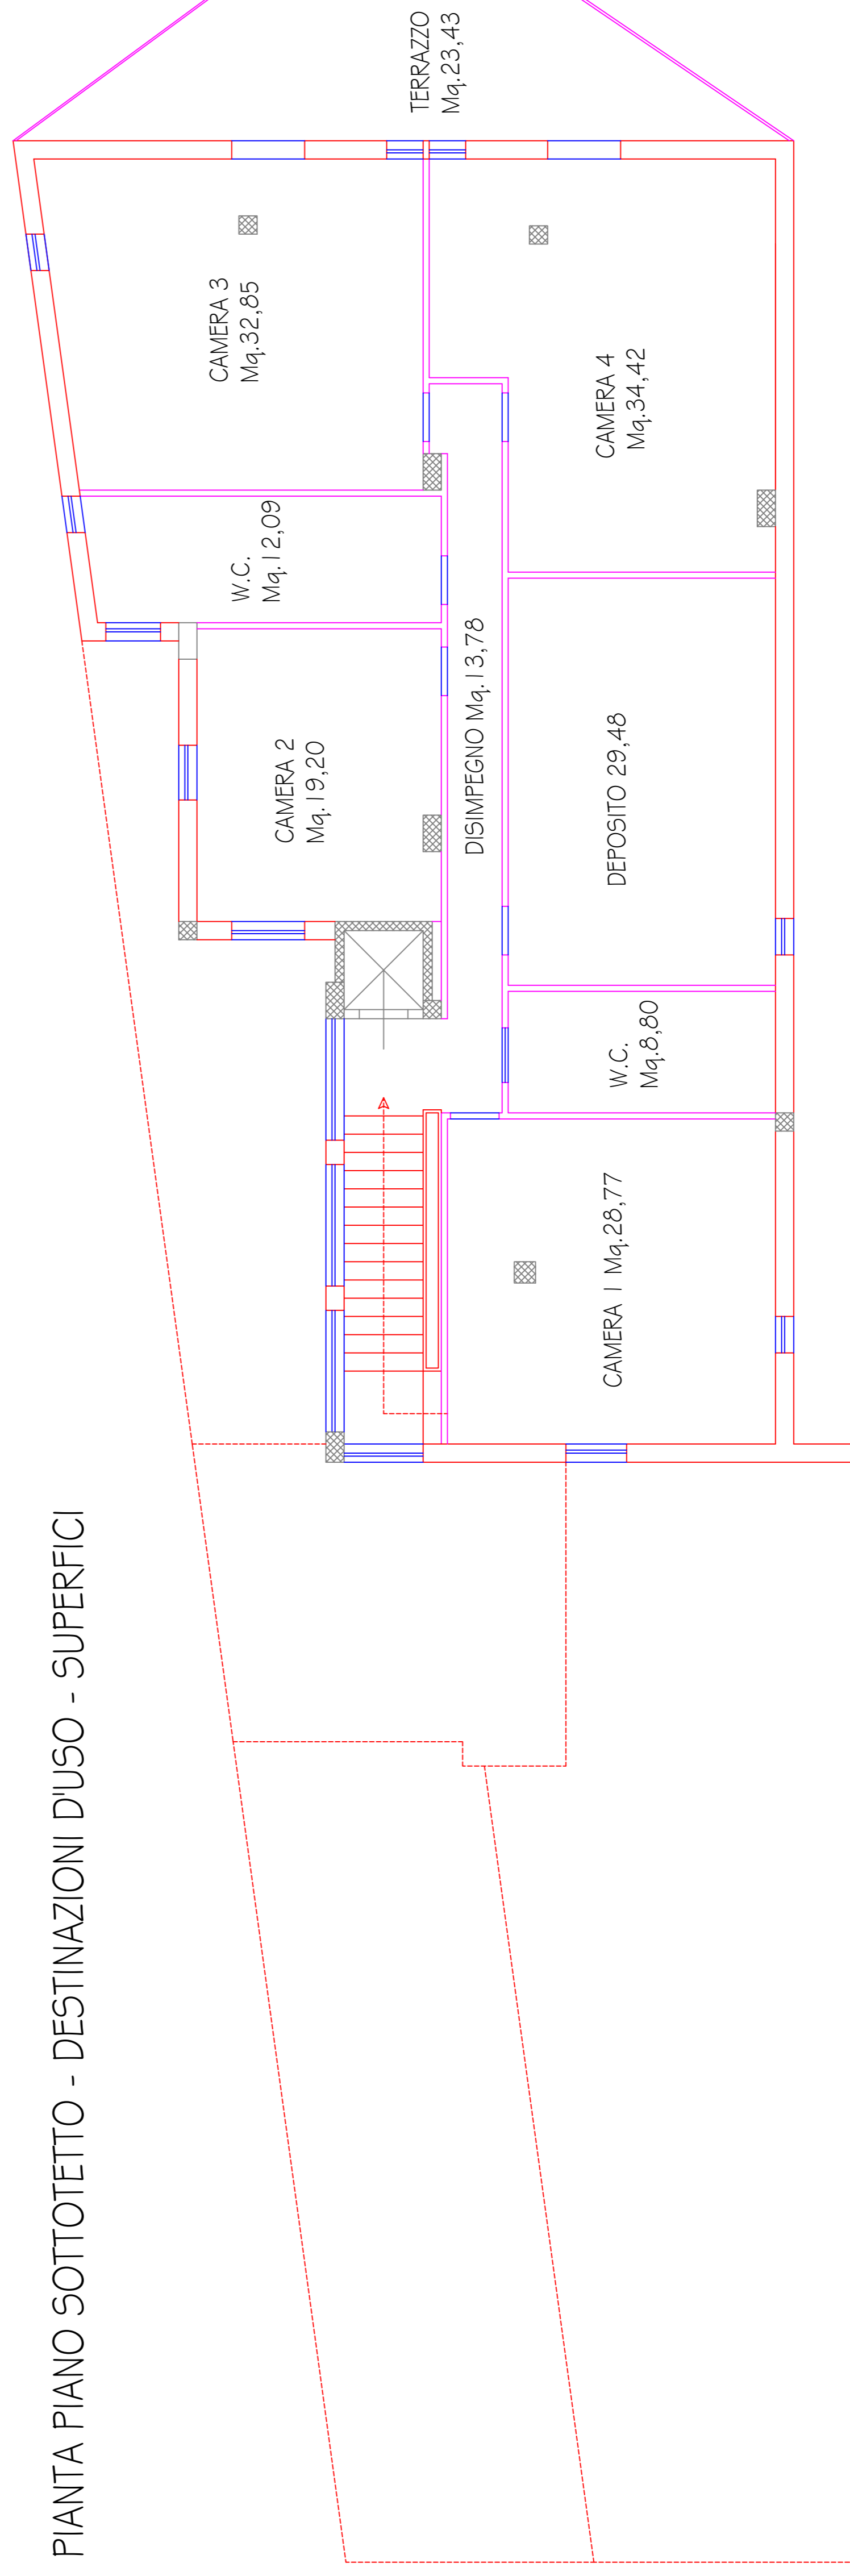 PIANTA PIANO SOTTOTETTO - DESTINAZIONI D'USO - SUPERFICI
TERRAZZO
Mq.23,43
CAMERA 3
Mq.32,85
CAMERA 4
Mq.34,42
W.C.
Mq.12,09
CAMERA 2
Mq.19,20
DISIMPEGNO Mq.13,78
DEPOSITO 29,48
W.C.
Mq.8,80
CAMERA 1 Mq.28,77